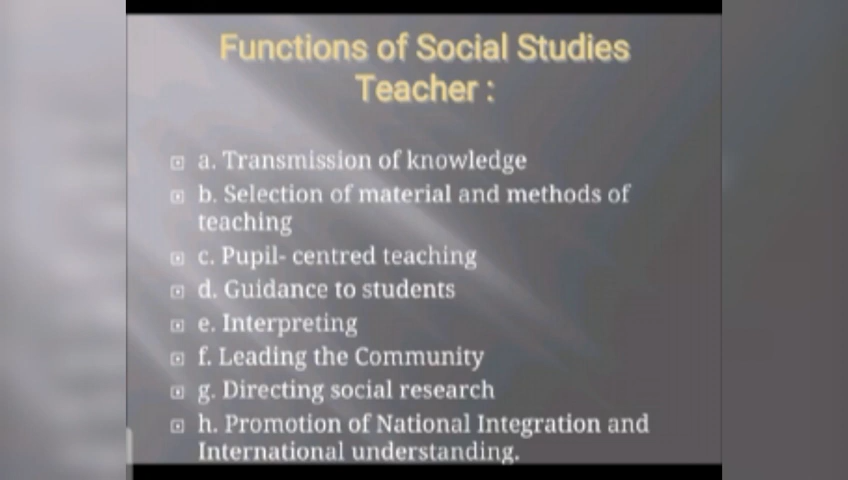 Functions of Social Studies
Teacher :
a. Transmission of knowledge
b. Selection of material and methods of
teaching
c. Pupil- centred teaching
d. Guidance to students
e. Interpreting
f. Leading the Community
g. Directing social research
h. Promotion of National Integration and
International understanding.